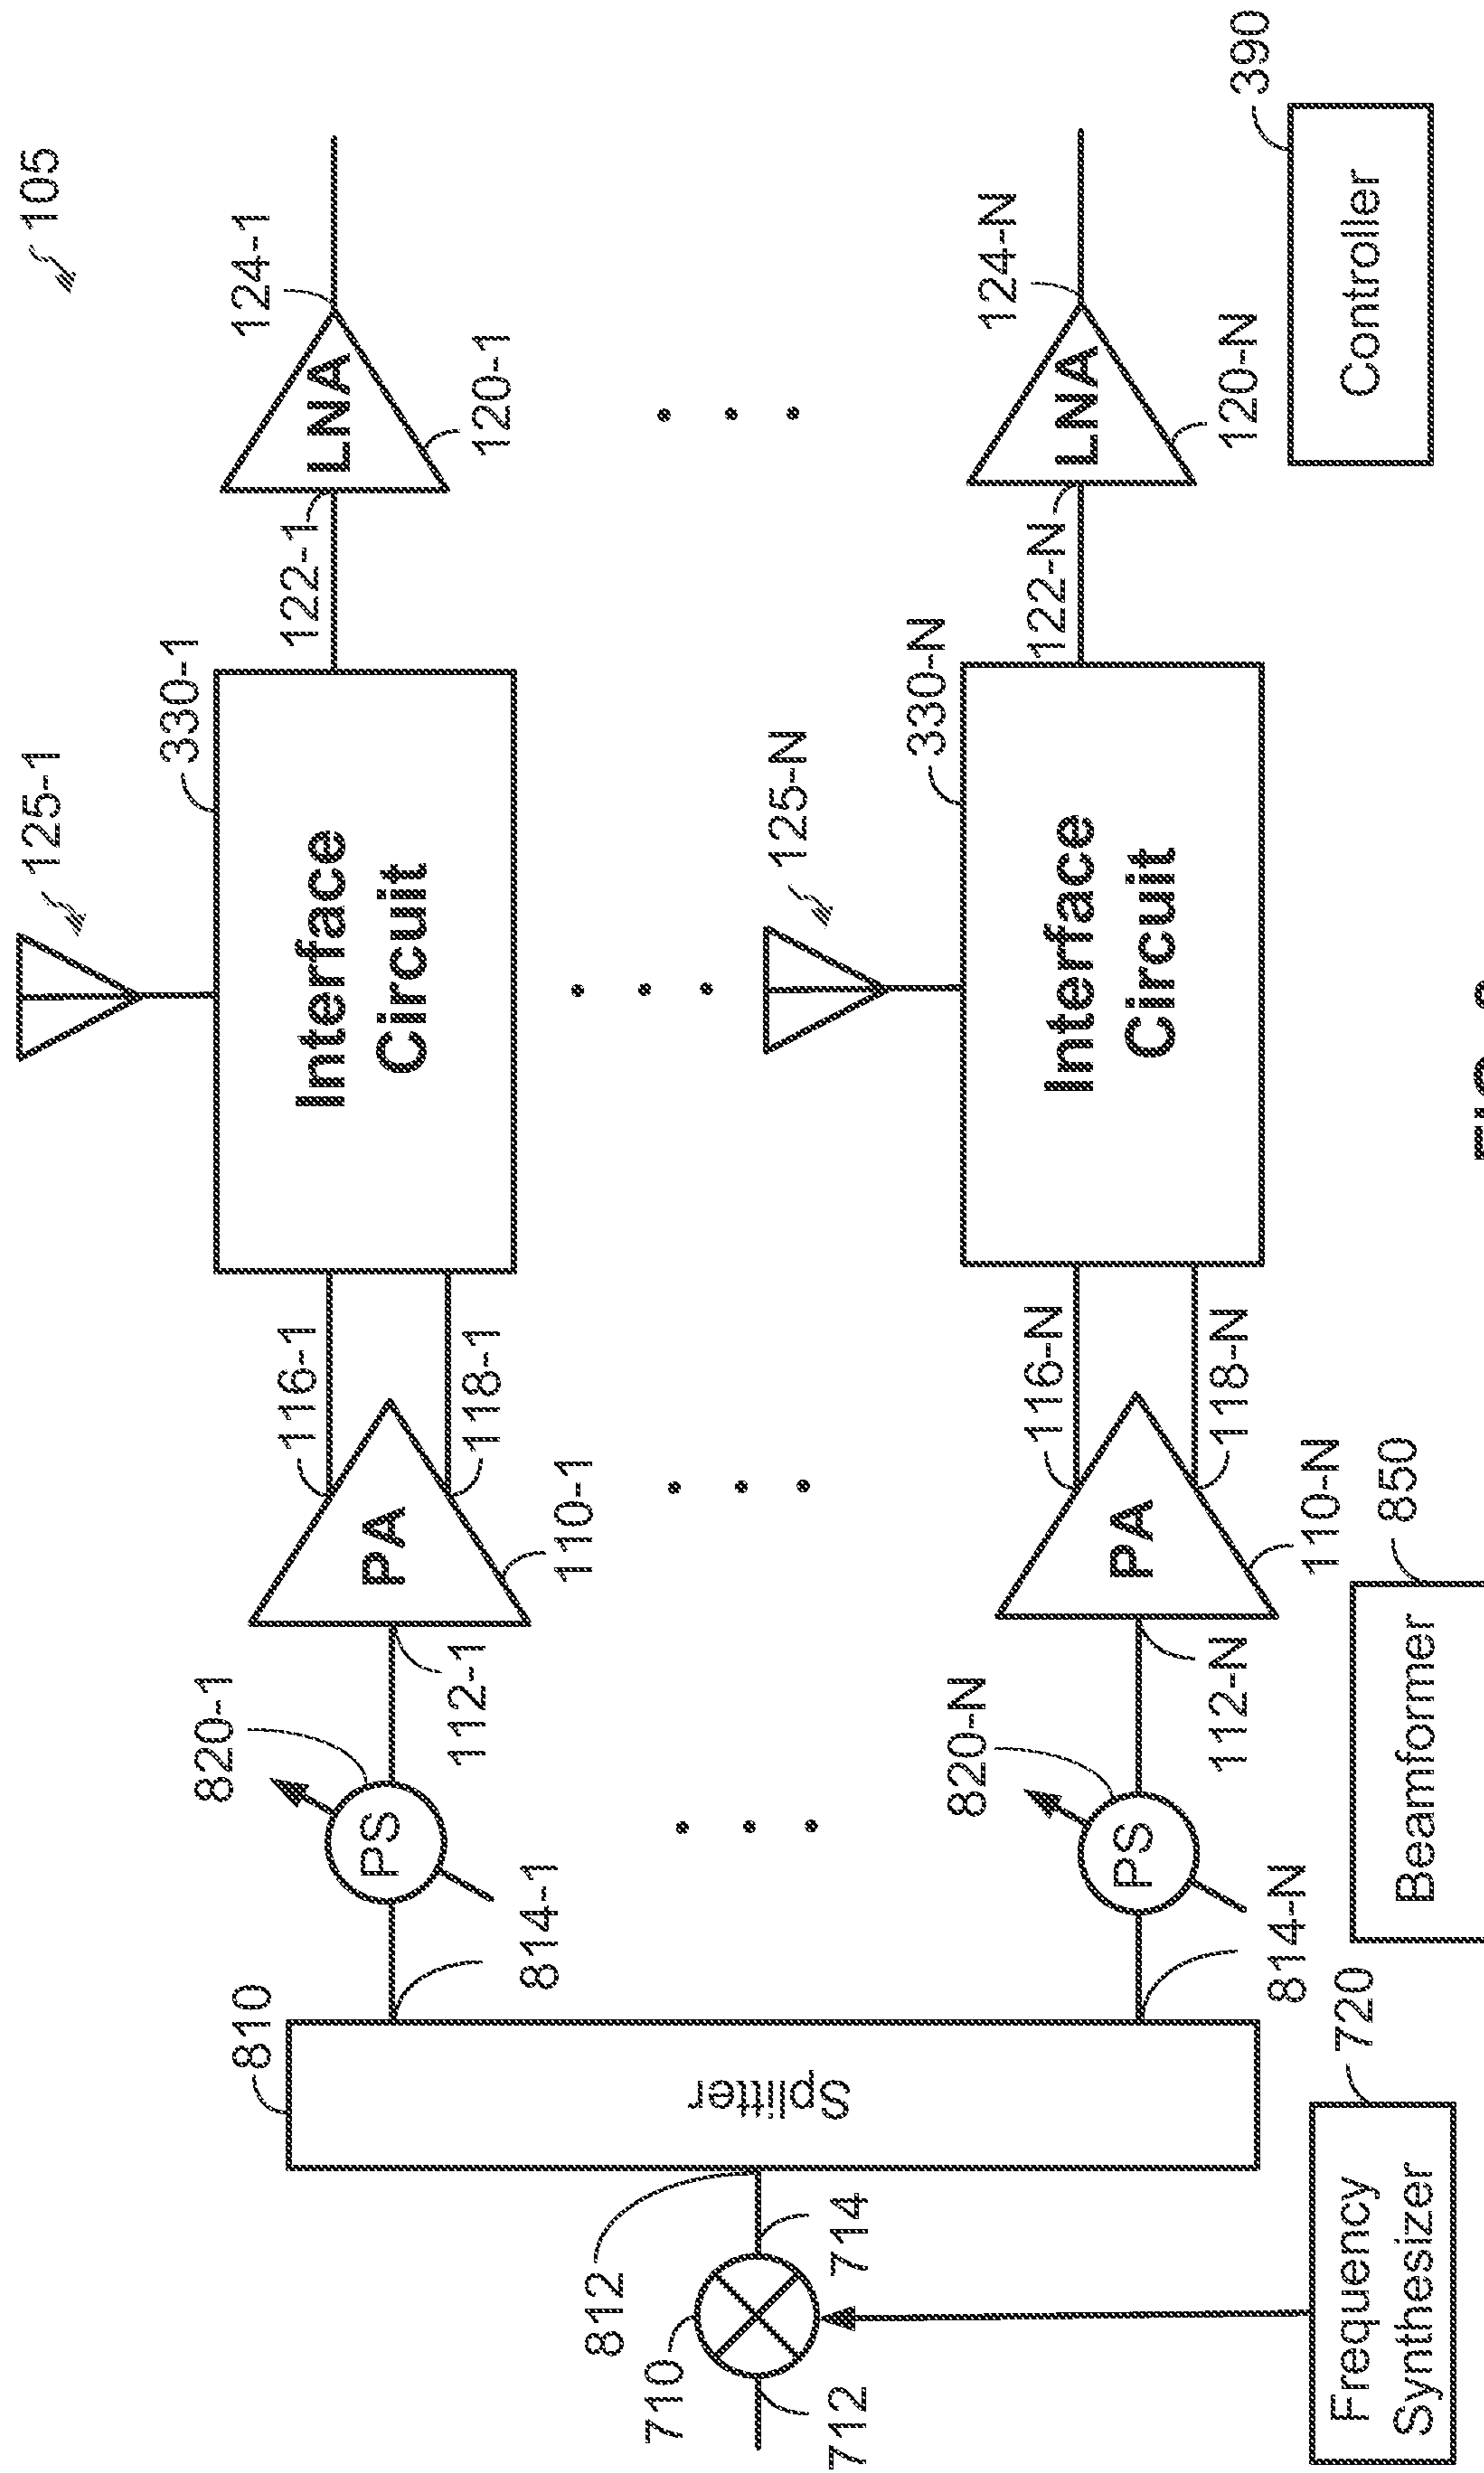 105
125-1
330-1
820-1
116-1
122-1
124-1
810
PS
PA
Interface
Circuit
LNA
814-1
112-1
110-1
118-1
120-1
812
710
712
714
Splitter
125-N
330-N
820-N
116-N
122-N
124-N
PS
PA
Interface
Circuit
LNA
814-N
112-N
110-N
118-N
120-N
720
Frequency
Synthesizer
850
Beamformer
390
Controller